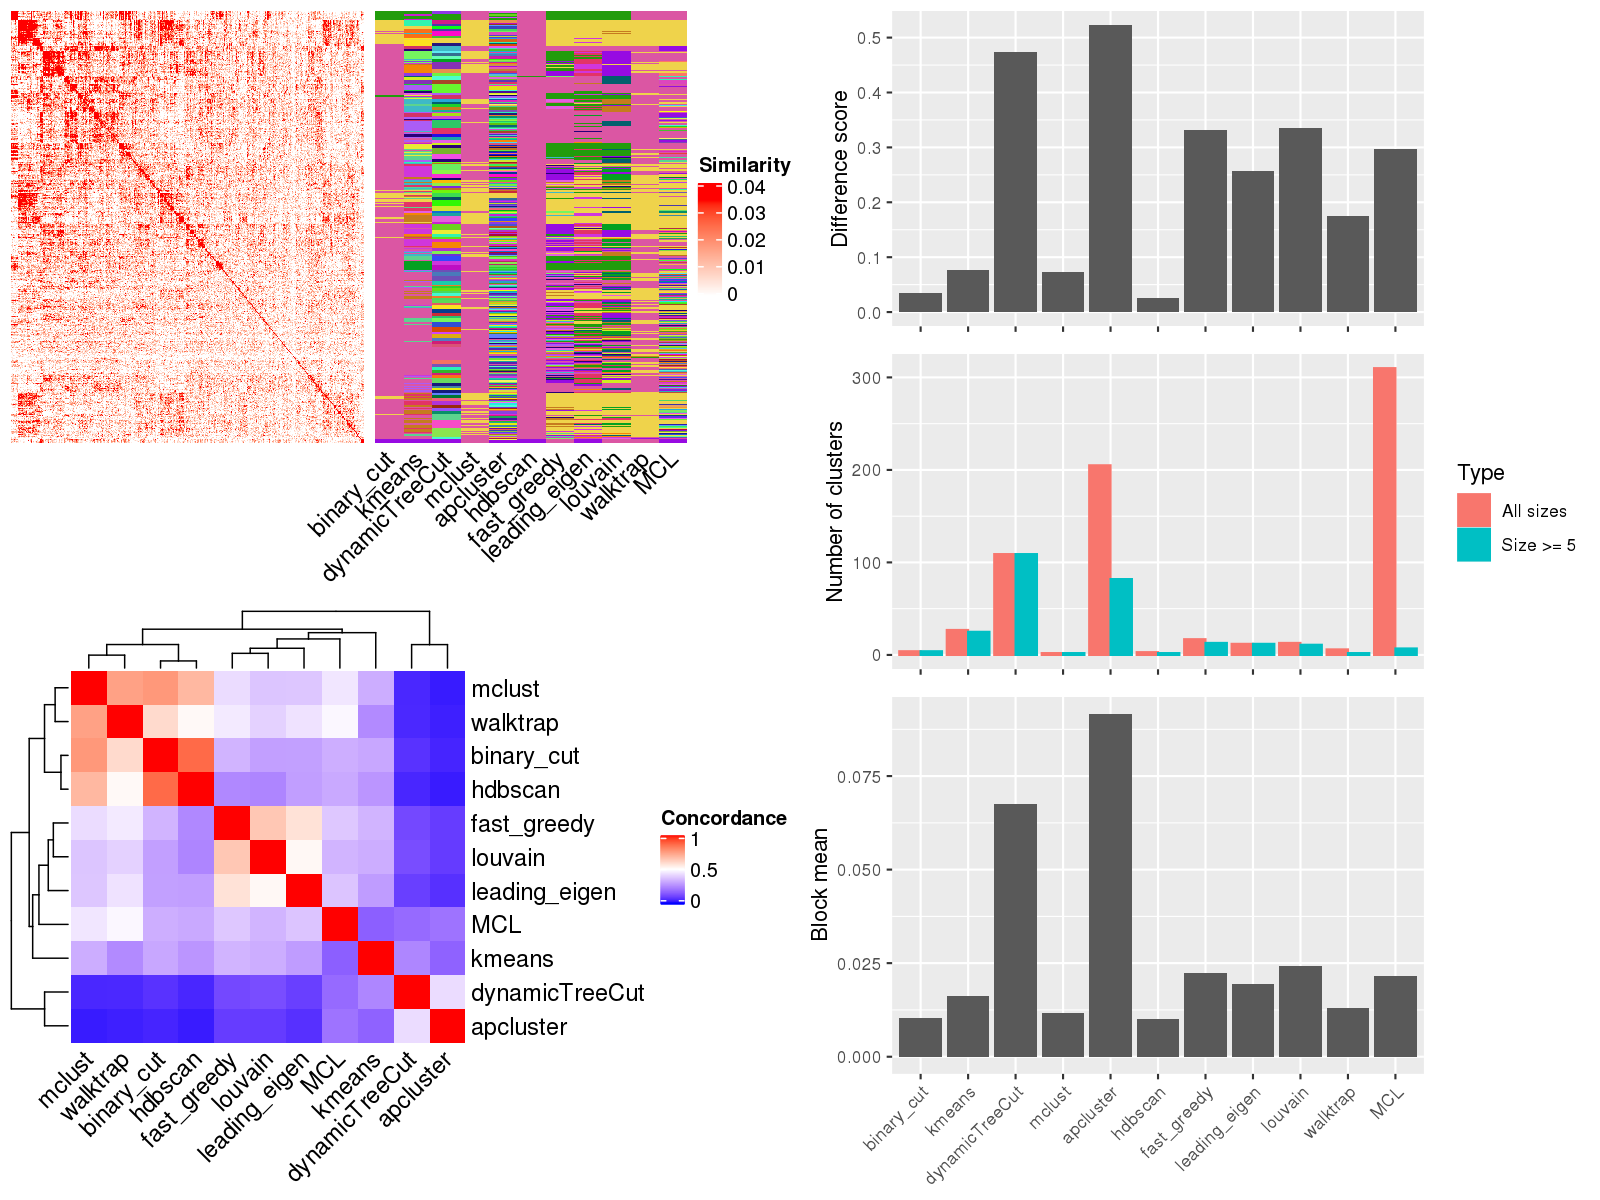 Similarity
0.04
0.03
0.02
0.01
0
binary_cut
kmeans
dynamicTreeCut
mclust
apcluster
hdbscan
fast_greedy
leading_eigen
louvain
walktrap
MCL
mclust
walktrap
binary_cut
hdbscan
fast_greedy
louvain
leading_eigen
MCL
kmeans
dynamicTreeCut
apcluster
mclust
walktrap
binary_cut
hdbscan
fast_greedy
louvain
leading_eigen
MCL
kmeans
dynamicTreeCut
apcluster
Concordance
1
0.5
0
Difference score
0.5
0.4
0.3
0.2
0.1
0.0
Number of clusters
300
200
100
0
Type
All sizes
Size >= 5
Block mean
0.075
0.050
0.025
0.000
binary_cut
kmeans
dynamicTreeCut
mclust
apcluster
hdbscan
fast_greedy
leading_eigen
louvain
walktrap
MCL